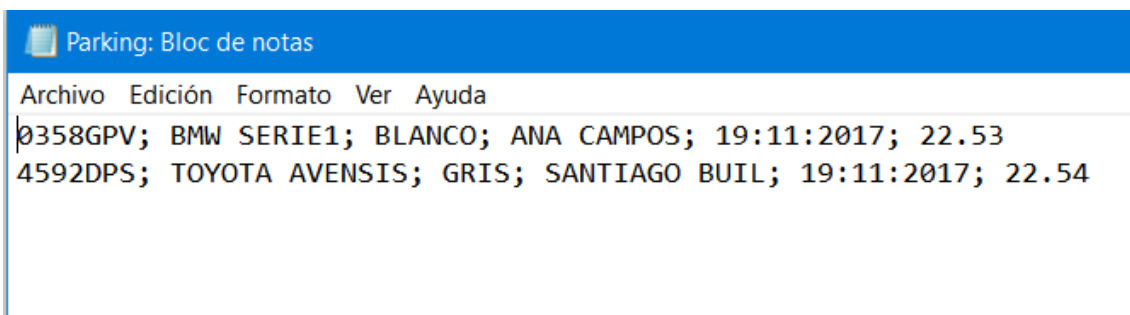 Parking: Bloc de notas
Archivo Edición Formato Ver Ayuda
0358GPV; BMW SERIE1; BLANCO; ANA CAMPOS; 19:11:2017; 22.53
4592DPS; TOYOTA AVENSIS; GRIS; SANTIAGO BUIL; 19:11:2017; 22.54